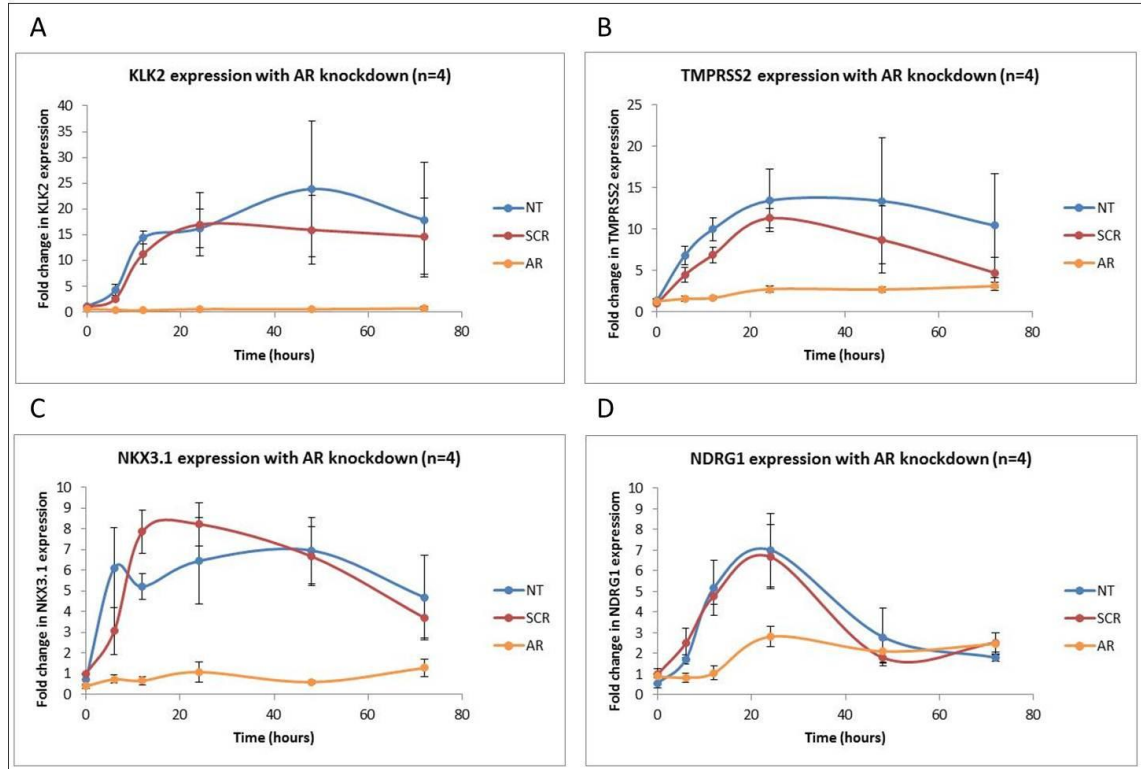 A
KLK2 expression with AR knockdown (n=4)
Fold change in KLK2 expression
40
35
30
25
20
15
10
5
0
0 20 40 60 80
Time (hours)
NT
SCR
AR
B
TMPRSS2 expression with AR knockdown (n=4)
Fold change in TMPRSS2 expression
25
20
15
10
5
0
0 20 40 60 80
Time (hours)
NT
SCR
AR
C
NKX3.1 expression with AR knockdown (n=4)
Fold change in NKX3.1 expression
10
9
8
7
6
5
4
3
2
1
0
0 20 40 60 80
Time (hours)
NT
SCR
AR
D
NDRG1 expression with AR knockdown (n=4)
Fold change in NDRG1 expressiom
10
9
8
7
6
5
4
3
2
1
0
0 20 40 60 80
Time (hours)
NT
SCR
AR